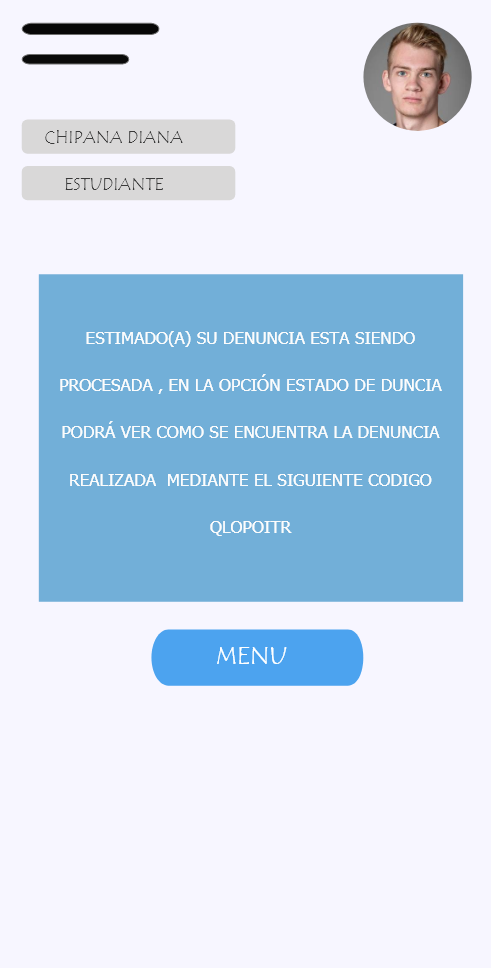 CHIPANA DIANA
ESTUDIANTE
ESTIMADO(A) SU DENUNCIA ESTA SIENDO
PROCESADA , EN LA OPCIÓN ESTADO DE DUNCIA
PODRÁ VER COMO SE ENCUENTRA LA DENUNCIA
REALIZADA  MEDIANTE EL SIGUIENTE CODIGO
QLOPOITR
MENU